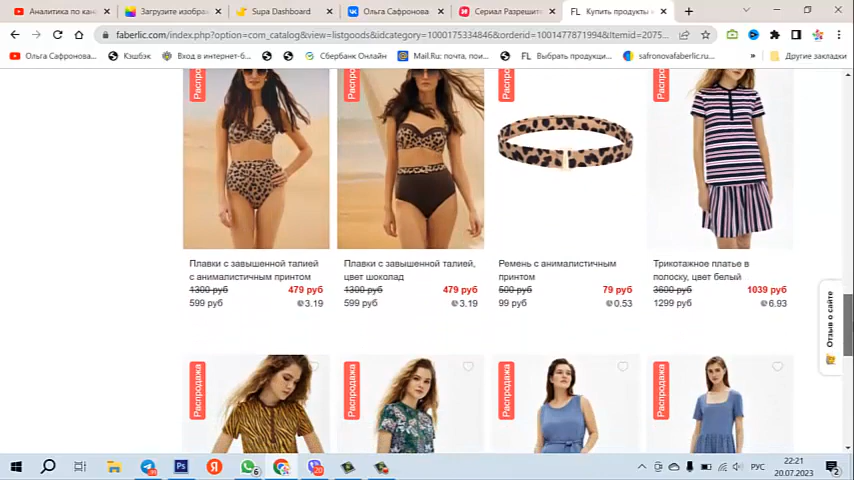 Аналитика по кан
Загрузите изображ
Supa Dashboard
Ольга Сафронова
Сериал Разрешите
FL Купить продукты и
faberlic.com/index.php?option=com_catalog&view=listgoods&idcategory=1000175334846&orderid=1001477871994&Itemid=2075...
Ольга Сафронова...
Кэшбэк
Вход в интернет-б...
Сбербанк Онлайн
Mail.Ru: почта, пои...
FL Выбрать продукци...
safronovafaberlic.ru...
»
Другие закладки
Распродажа
Плавки с завышенной талией
с анималистичным принтом
1300 руб 479 руб
599 руб 3.19
Плавки с завышенной талией,
цвет шоколад
1300 руб 479 руб
599 руб 3.19
Ремень с анималистичным
принтом
500 руб 79 руб
99 руб 0.53
Трикотажное платье в
полоску, цвет белый
3600 руб 1039 руб
1299 руб 6.93
Отзыв о сайте
Распродажа
Распродажа
Распродажа
Распродажа
РУС
22:21
20.07.2023